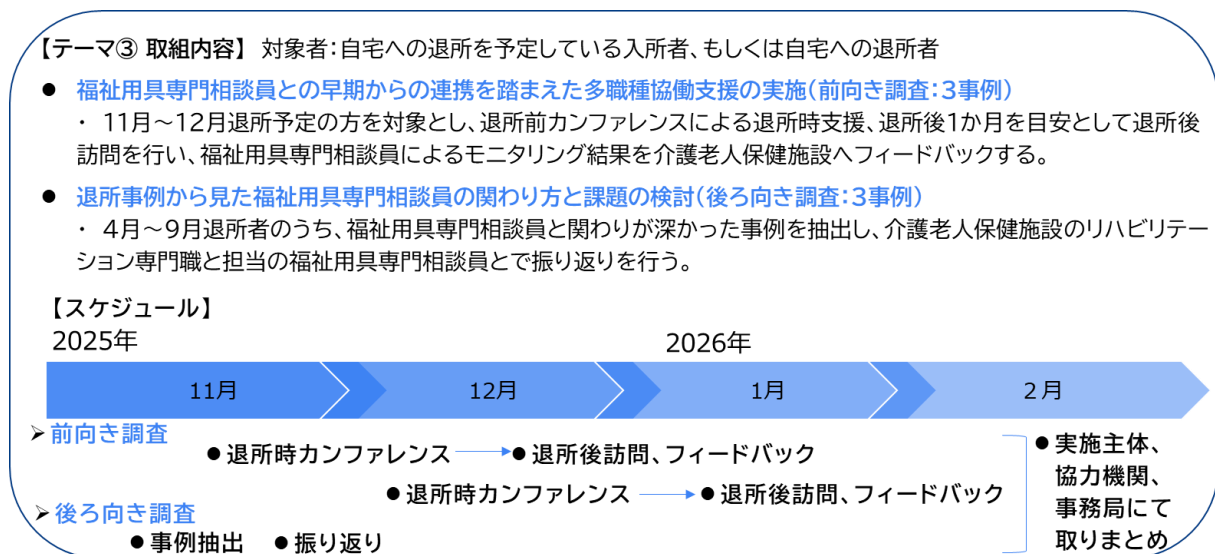 【テーマ③ 取組内容】 対象者：自宅への退所を予定している入所者、もしくは自宅への退所者
● 福祉用具専門相談員との早期からの連携を踏まえた多職種協働支援の実施（前向き調査：３事例）
・ 11月～12月退所予定の方を対象とし、退所前カンファレンスによる退所時支援、退所後1か月を目安として退所後
訪問を行い、福祉用具専門相談員によるモニタリング結果を介護老人保健施設へフィードバックする。
● 退所事例から見た福祉用具専門相談員の関わり方と課題の検討（後ろ向き調査：３事例）
・ 4月～9月退所者のうち、福祉用具専門相談員と関わりが深かった事例を抽出し、介護老人保健施設のリハビリテー
ション専門職と担当の福祉用具専門相談員とで振り返りを行う。
【スケジュール】
2025年 2026年
11月 12月 1月 2月
➢ 前向き調査
● 退所時カンファレンス → ● 退所後訪問、フィードバック
● 退所時カンファレンス → ● 退所後訪問、フィードバック
➢ 後ろ向き調査
● 事例抽出 ● 振り返り
● 実施主体、
協力機関、
事務局にて
取りまとめ